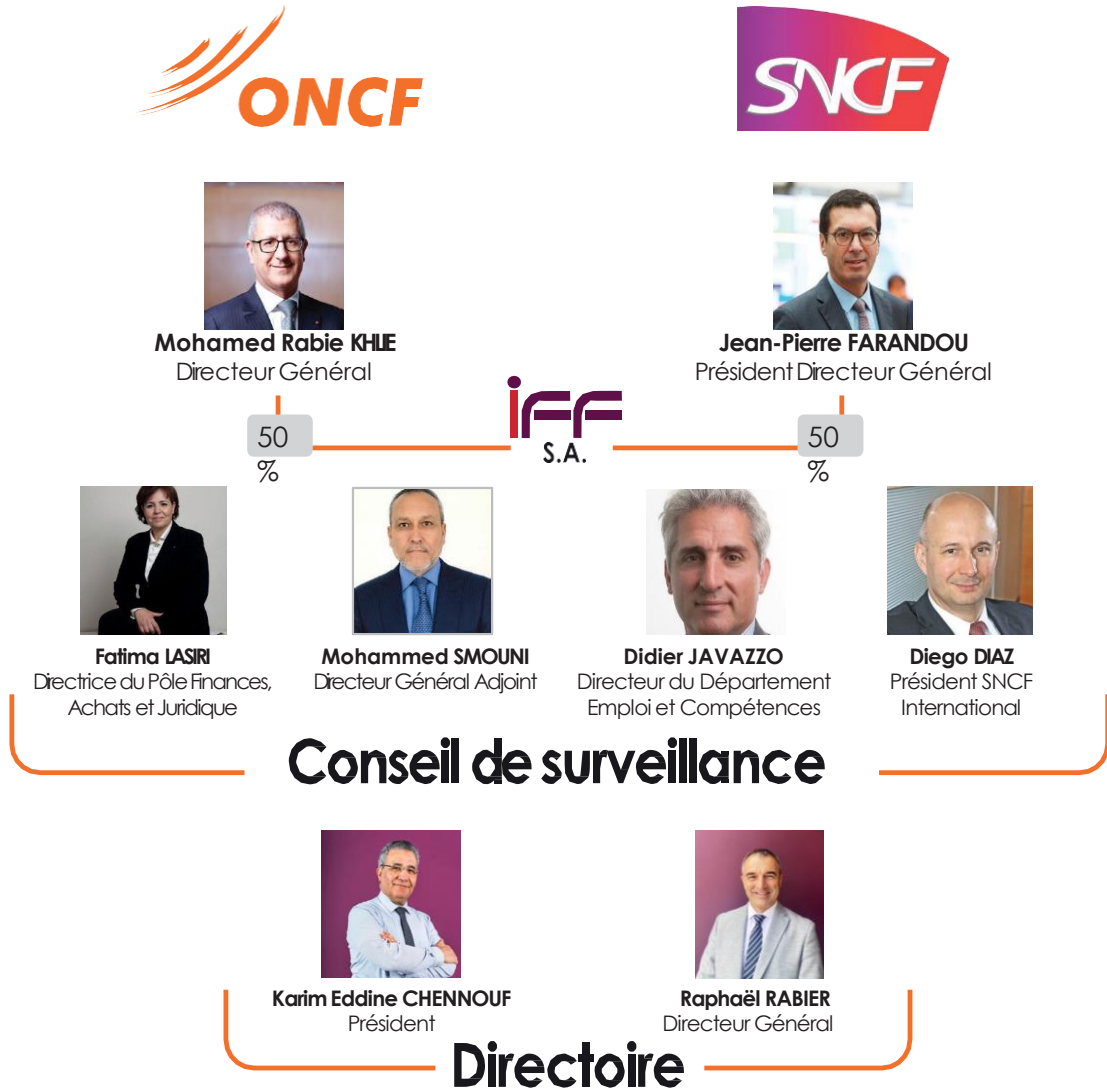 ONCF
SNCF
Mohamed Rabie KHLIE
Directeur Général
Jean-Pierre FARANDOU
Président Directeur Général
iFF
S.A.
50
%
50
%
Fatima LASIRI
Directrice du Pôle Finances,
Achats et Juridique
Mohammed SMOUNI
Directeur Général Adjoint
Didier JAVAZZO
Directeur du Département
Emploi et Compétences
Diego DIAZ
Président SNCF
International
Conseil de surveillance
Karim Eddine CHENNOUF
Président
Raphaël RABIER
Directeur Général
Directoire